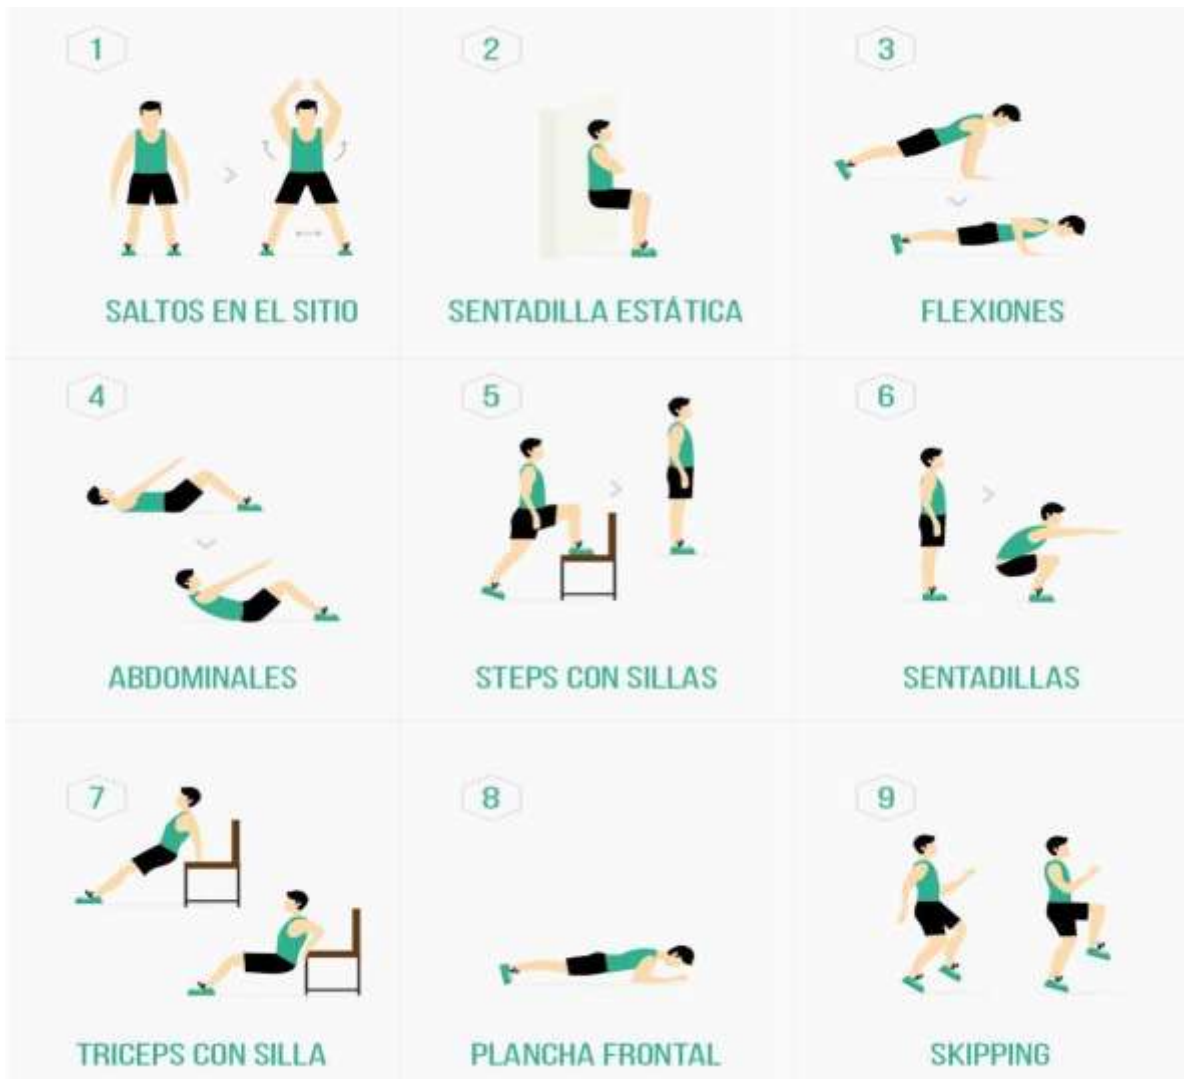 1
2
3
SALTOS EN EL SITIO
SENTADILLA ESTÁTICA
FLEXIONES
4
5
6
ABDOMINALES
STEPS CON SILLAS
SENTADILLAS
7
8
9
TRICEPS CON SILLA
PLANCHA FRONTAL
SKIPPING